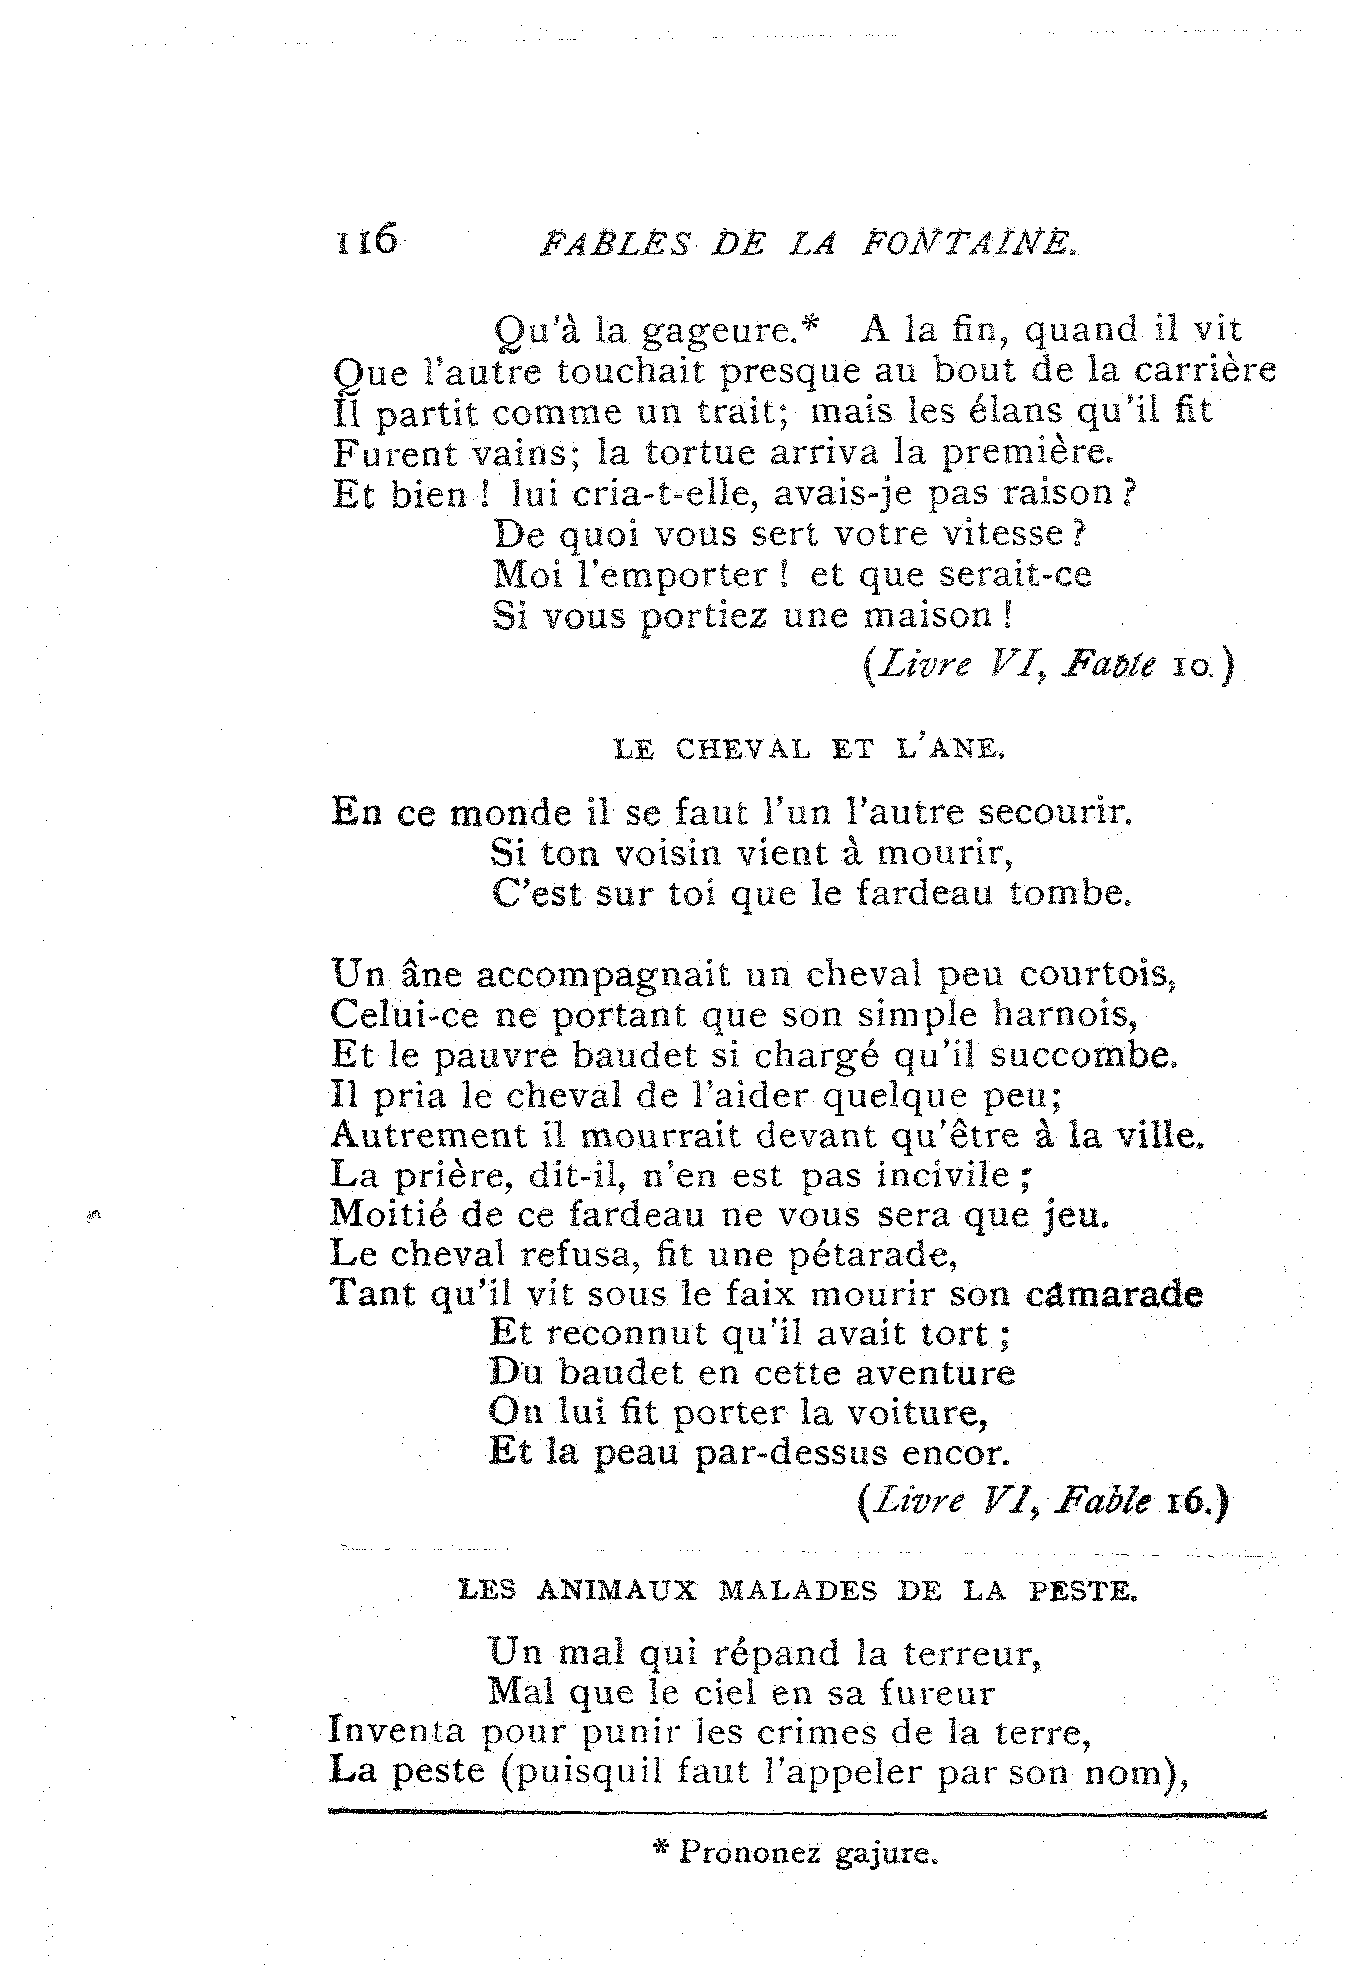 116 FABLES DE LA FONTAINE.
Qu'à la gageure.* A la fin, quand il vit
Que l'autre touchait presque au bout de la carrière
Il partit comme un trait; mais les élans qu'il fit
Furent vains; la tortue arriva la première.
Et bien! lui cria-t-elle, avais-je pas raison?
De quoi vous sert votre vitesse?
Moi l'emporter! et que serait-ce
Si vous portiez une maison!
(Livre VI, Fable 10.)
LE CHEVAL ET L'ANE.
En ce monde il se faut l'un l'autre secourir.
Si ton voisin vient à mourir,
C'est sur toi que le fardeau tombe.
Un âne accompagnait un cheval peu courtois,
Celui-ce ne portant que son simple harnois,
Et le pauvre baudet si chargé qu'il succombe.
Il pria le cheval de l'aider quelque peu;
Autrement il mourrait devant qu'être à la ville.
La prière, dit-il, n'en est pas incivile;
Moitié de ce fardeau ne vous sera que jeu.
Le cheval refusa, fit une pétarade,
Tant qu'il vit sous le faix mourir son camarade
Et reconnut qu'il avait tort;
Du baudet en cette aventure
On lui fit porter la voiture,
Et la peau par-dessus encor.
(Livre VI, Fable 16.)
LES ANIMAUX MALADES DE LA PESTE.
Un mal qui répand la terreur,
Mal que le ciel en sa fureur
Inventa pour punir les crimes de la terre,
La peste (puisquil faut l'appeler par son nom),
* Prononez gajure.